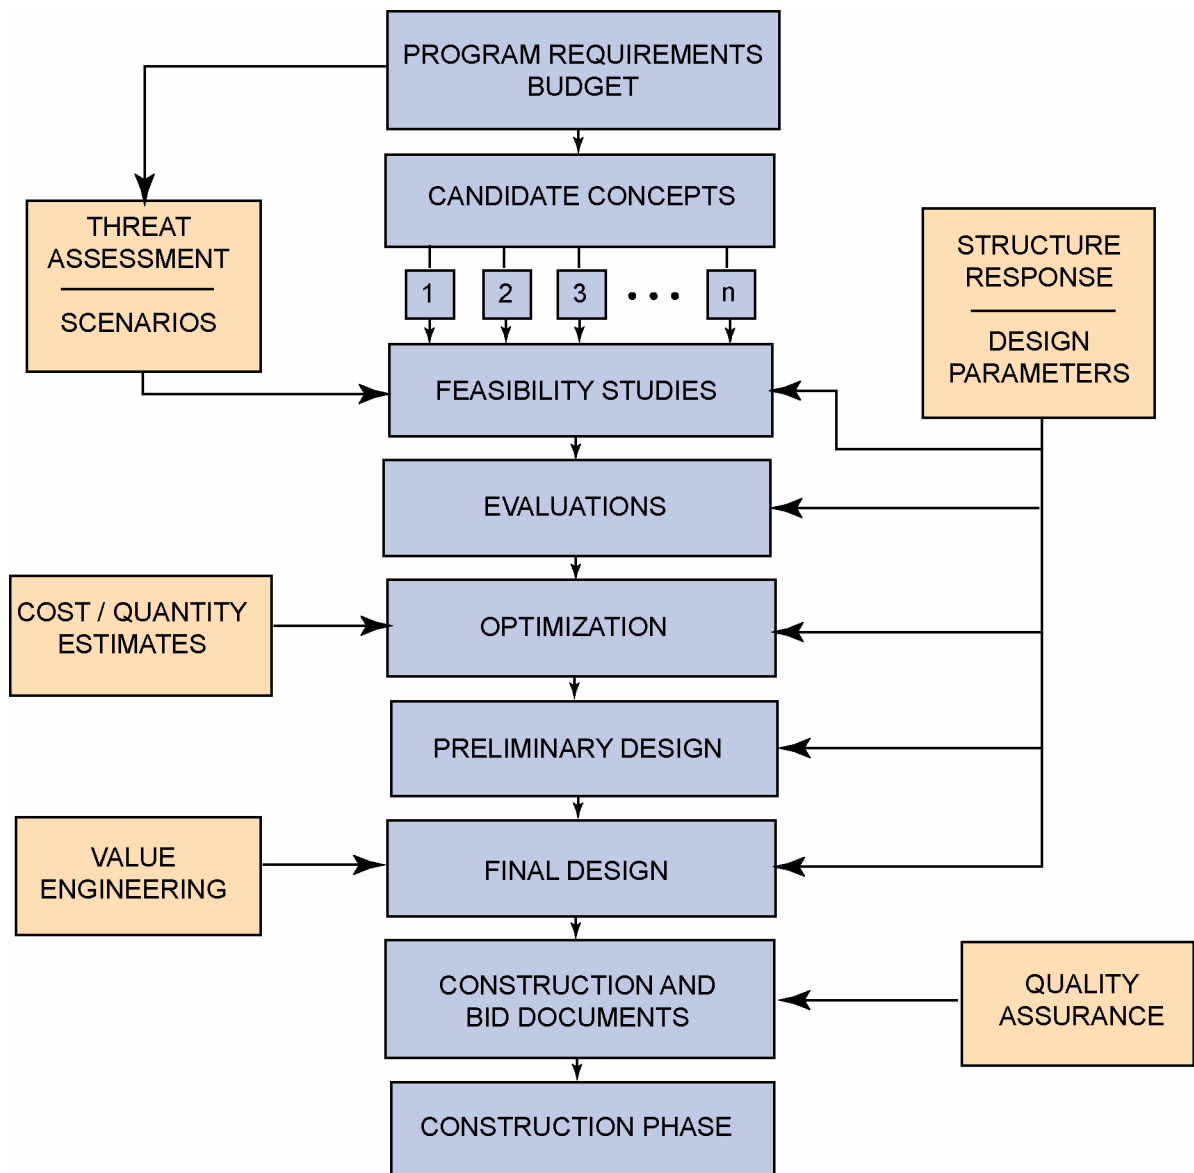 PROGRAM REQUIREMENTS
BUDGET
CANDIDATE CONCEPTS
THREAT
ASSESSMENT
SCENARIOS
STRUCTURE
RESPONSE
DESIGN
PARAMETERS
1 2 3 • • • n
FEASIBILITY STUDIES
EVALUATIONS
COST / QUANTITY
ESTIMATES
OPTIMIZATION
PRELIMINARY DESIGN
VALUE
ENGINEERING
FINAL DESIGN
CONSTRUCTION AND
BID DOCUMENTS
QUALITY
ASSURANCE
CONSTRUCTION PHASE